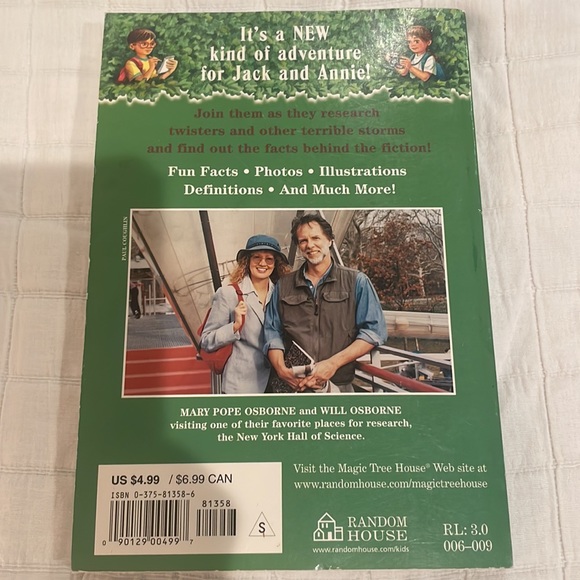 It's a NEW
kind of adventure
for Jack and Annie!
Join them as they research
twisters and other terrible storms
and find out the facts behind the fiction!
Fun Facts • Photos • Illustrations
Definitions • And Much More!
PAUL COUGHLIN
MARY POPE OSBORNE and WILL OSBORNE
visiting one of their favorite places for research,
the New York Hall of Science.
US $4.99 / $6.99 CAN
ISBN 0-375-81358-6
81358
0 90129 00499 7
S
Visit the Magic Tree House® Web site at
www.randomhouse.com/magictreehouse
RANDOM
HOUSE
www.randomhouse.com/kids
RL: 3.0
006–009